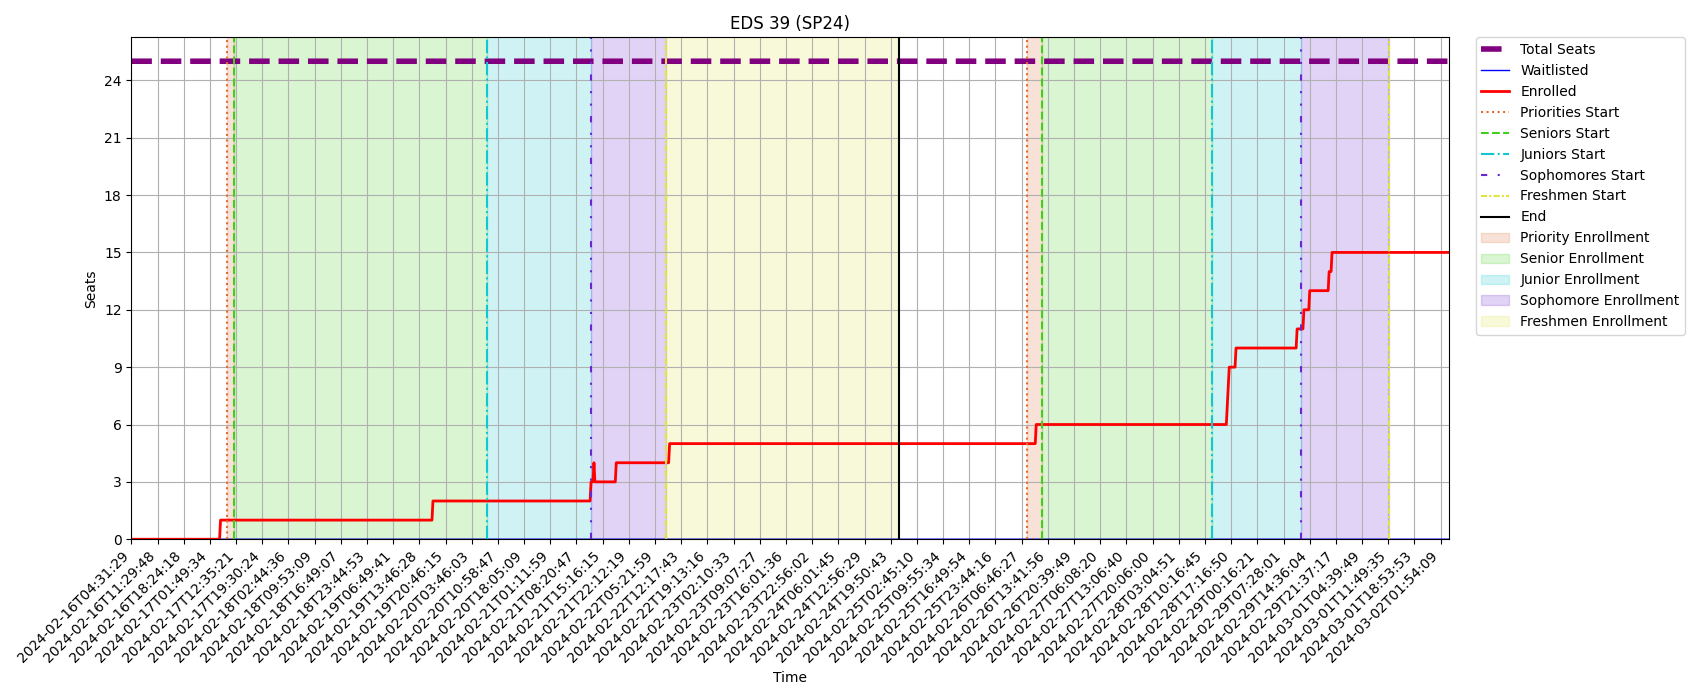 EDS 39 (SP24)
Total Seats
Waitlisted
Enrolled
Priorities Start
Seniors Start
Juniors Start
Sophomores Start
Freshmen Start
End
Priority Enrollment
Senior Enrollment
Junior Enrollment
Sophomore Enrollment
Freshmen Enrollment
Seats
24
21
18
15
12
9
6
3
0
2024-02-16T04:31:29
2024-02-16T11:29:48
2024-02-16T18:24:18
2024-02-17T01:49:34
2024-02-17T12:35:21
2024-02-17T19:30:24
2024-02-18T02:44:36
2024-02-18T09:53:09
2024-02-18T16:49:07
2024-02-18T23:44:53
2024-02-19T06:49:41
2024-02-19T13:46:28
2024-02-19T20:46:15
2024-02-20T03:46:03
2024-02-20T10:58:47
2024-02-20T18:05:09
2024-02-21T01:11:59
2024-02-21T08:20:47
2024-02-21T15:16:15
2024-02-21T22:12:19
2024-02-22T05:21:59
2024-02-22T12:17:43
2024-02-22T19:13:16
2024-02-23T02:10:33
2024-02-23T09:07:27
2024-02-23T16:01:36
2024-02-23T22:56:02
2024-02-24T06:01:45
2024-02-24T12:56:29
2024-02-24T19:50:43
2024-02-25T02:45:10
2024-02-25T09:55:34
2024-02-25T16:49:54
2024-02-25T23:44:16
2024-02-26T06:46:27
2024-02-26T13:41:56
2024-02-26T20:39:49
2024-02-27T06:08:20
2024-02-27T13:06:40
2024-02-27T20:06:00
2024-02-28T03:04:51
2024-02-28T10:16:45
2024-02-28T17:16:50
2024-02-29T00:16:21
2024-02-29T07:28:01
2024-02-29T14:36:04
2024-02-29T21:37:17
2024-03-01T04:39:49
2024-03-01T11:49:35
2024-03-01T18:53:53
2024-03-02T01:54:09
Time